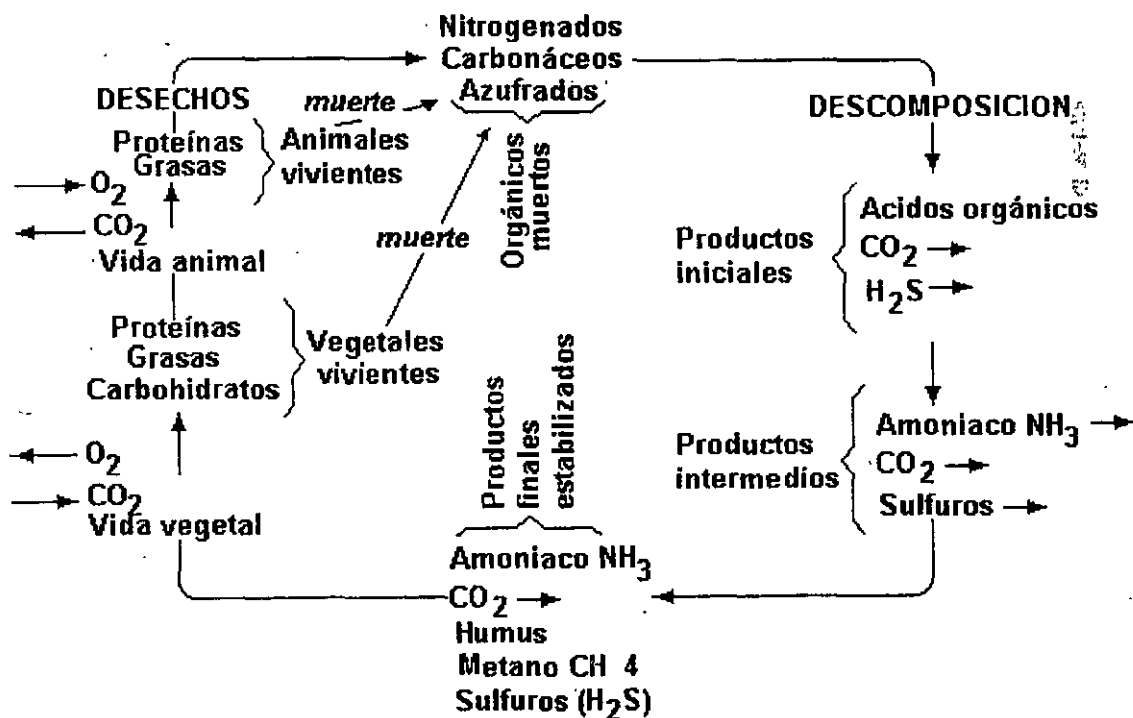 Nitrogenados
Carbonáceos
Azufrados
Orgánicos
muertos
DESECHOS
Proteínas
Grasas
muerte
Animales
vivientes
O2
CO2
Vida animal
muerte
Proteínas
Grasas
Carbohidratos
Vegetales
vivientes
O2
CO2
Vida vegetal
DESCOMPOSICION
Productos
iniciales
Acidos orgánicos
CO2
H2S
Productos
intermedios
Amoniaco NH3
CO2
Sulfuros
Productos
finales
estabilizados
Amoniaco NH3
CO2
Humus
Metano CH 4
Sulfuros (H2S)